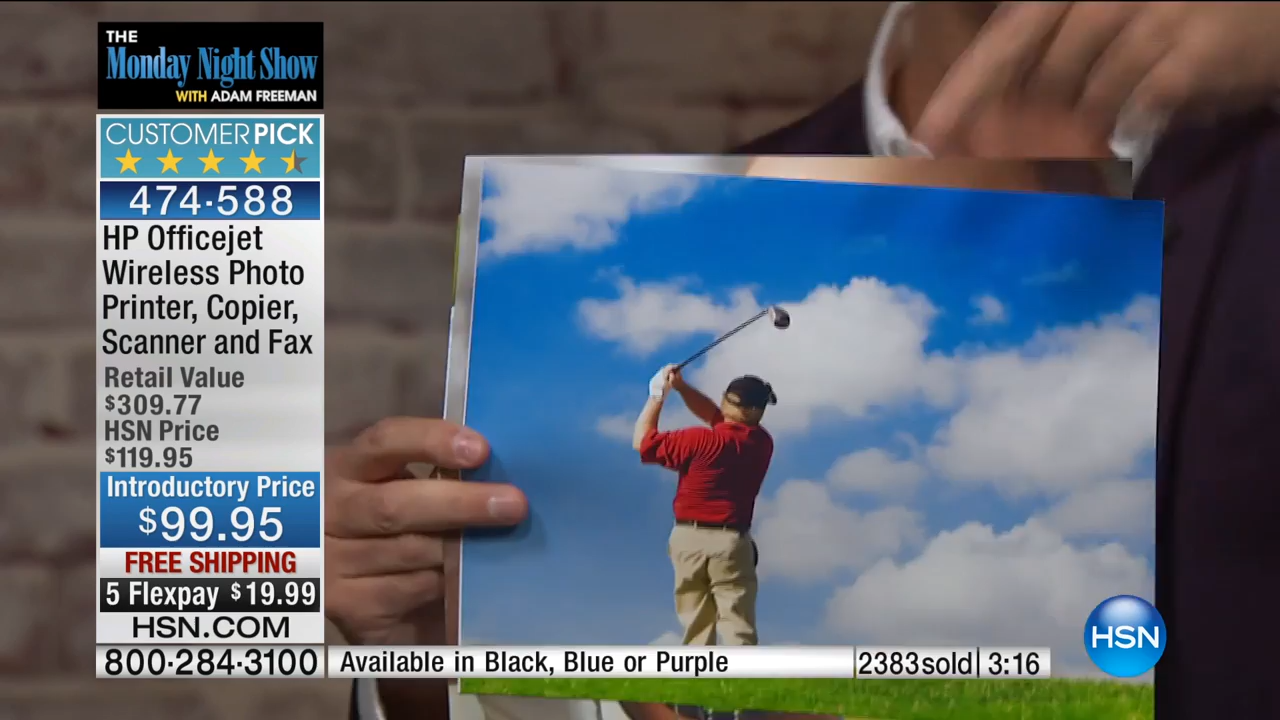 THE
Monday Night Show
WITH ADAM FREEMAN
CUSTOMERPICK
474·588
HP Officejet
Wireless Photo
Printer, Copier,
Scanner and Fax
Retail Value
$309.77
HSN Price
$119.95
Introductory Price
$99.95
FREE SHIPPING
5 Flexpay $19.99
HSN.COM
800·284·3100
Available in Black, Blue or Purple
2383sold
3:16
HSN